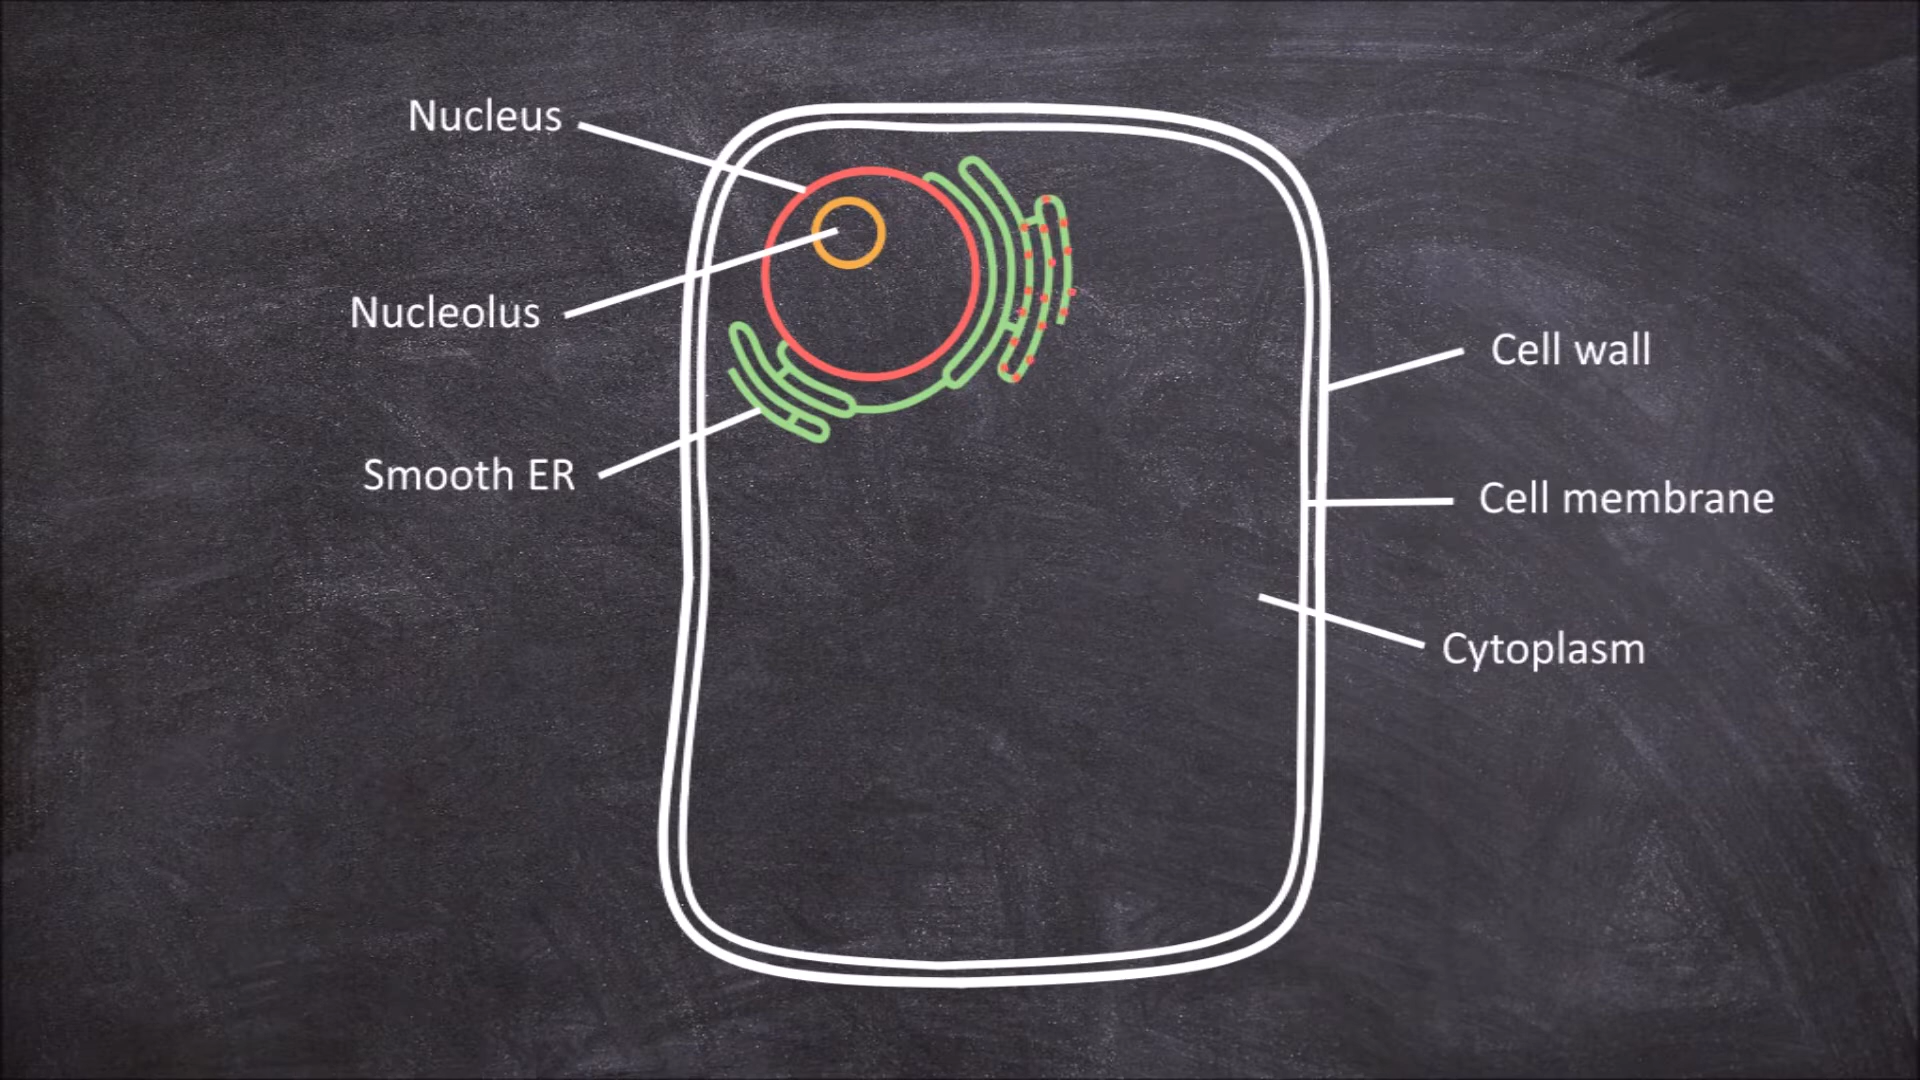 Nucleus
Nucleolus
Smooth ER
Cell wall
Cell membrane
Cytoplasm